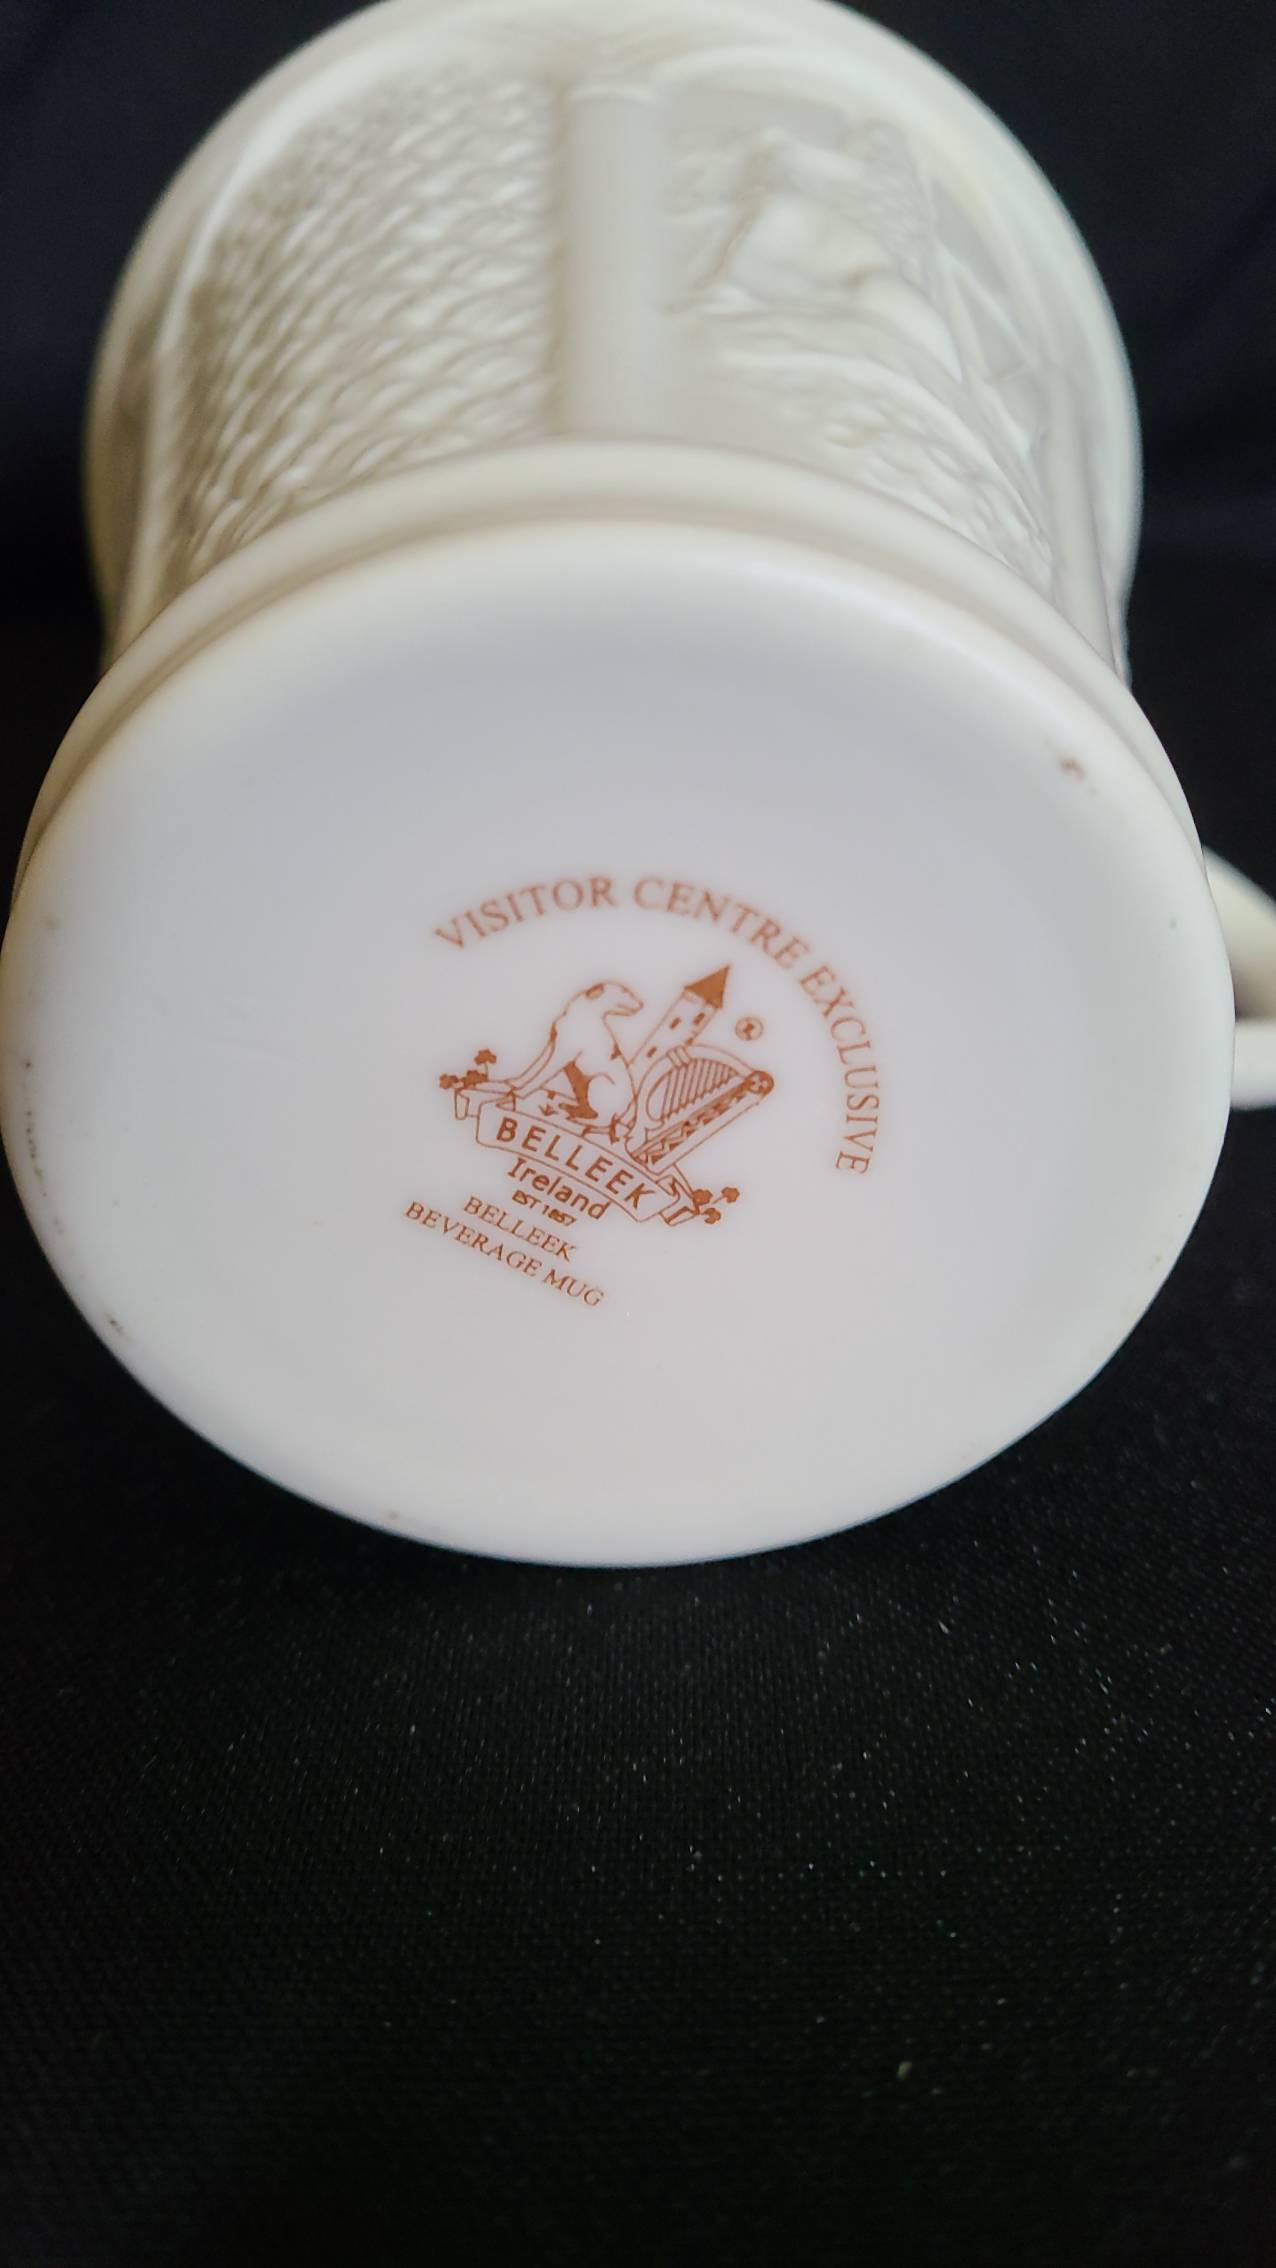 VISITOR CENTRE EXCLUSIVE
®
BELLEEK
Ireland
EST 1857
BELLEEK
BEVERAGE MUG